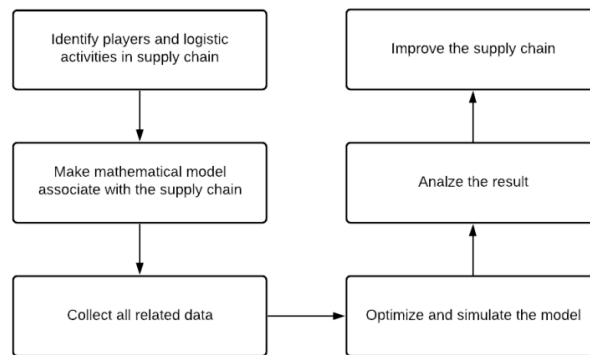 Identify players and logistic
activities in supply chain
Make mathematical model
associate with the supply chain
Collect all related data
Optimize and simulate the model
Analze the result
Improve the supply chain